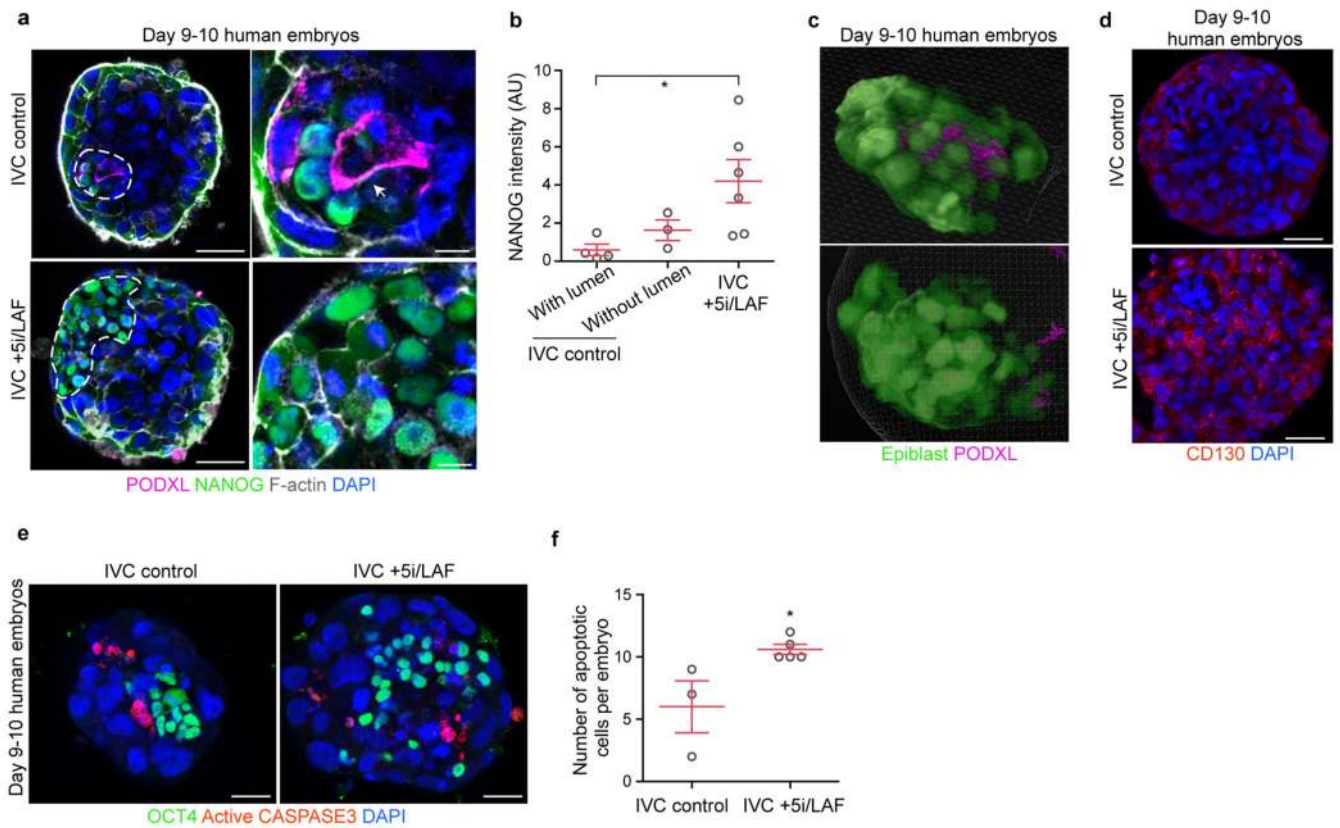 a
Day 9-10 human embryos
IVC control
IVC +5i/LAF
PODXL NANOG F-actin DAPI
b
NANOG intensity (AU)
10
8
6
4
2
0
*
With lumen
Without lumen
IVC
+5i/LAF
IVC control
c
Day 9-10 human embryos
Epiblast PODXL
d
Day 9-10
human embryos
IVC control
IVC +5i/LAF
CD130 DAPI
e
IVC control
IVC +5i/LAF
Day 9-10 human embryos
OCT4 Active CASPASE3 DAPI
f
Number of apoptotic
cells per embryo
15
10
5
0
*
IVC control
IVC +5i/LAF